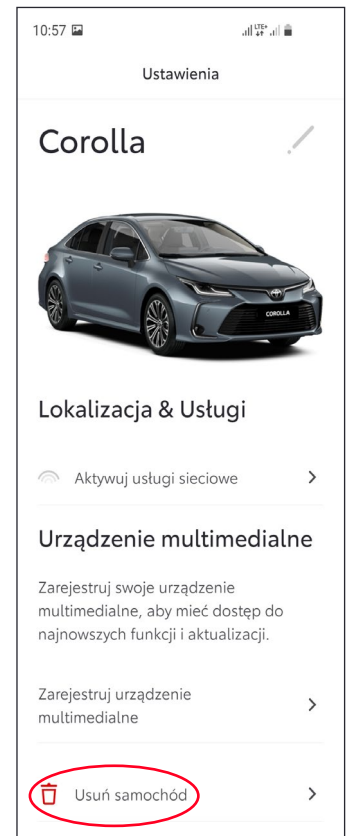 10:57 LTE+
Ustawienia
Corolla
COROLLA
Lokalizacja & Usługi
Aktywuj usługi sieciowe
Urządzenie multimedialne
Zarejestruj swoje urządzenie
multimedialne, aby mieć dostęp do
najnowszych funkcji i aktualizacji.
Zarejestruj urządzenie
multimedialne
Usuń samochód